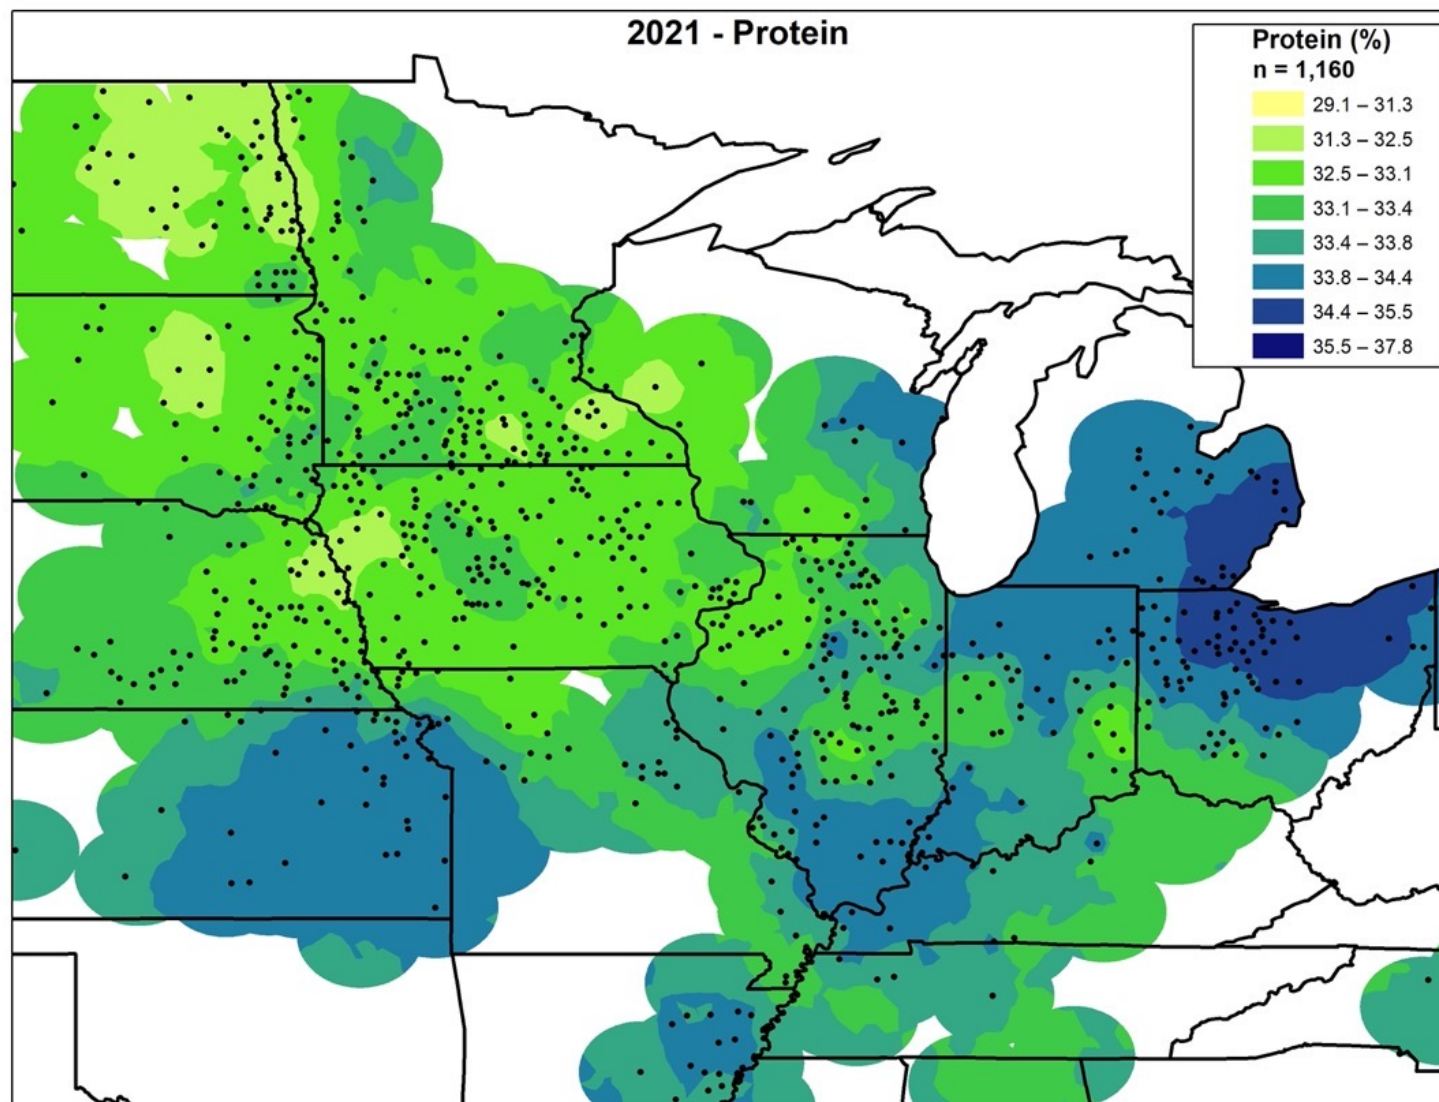 2021 - Protein
Protein (%)
n = 1,160
29.1 – 31.3
31.3 – 32.5
32.5 – 33.1
33.1 – 33.4
33.4 – 33.8
33.8 – 34.4
34.4 – 35.5
35.5 – 37.8